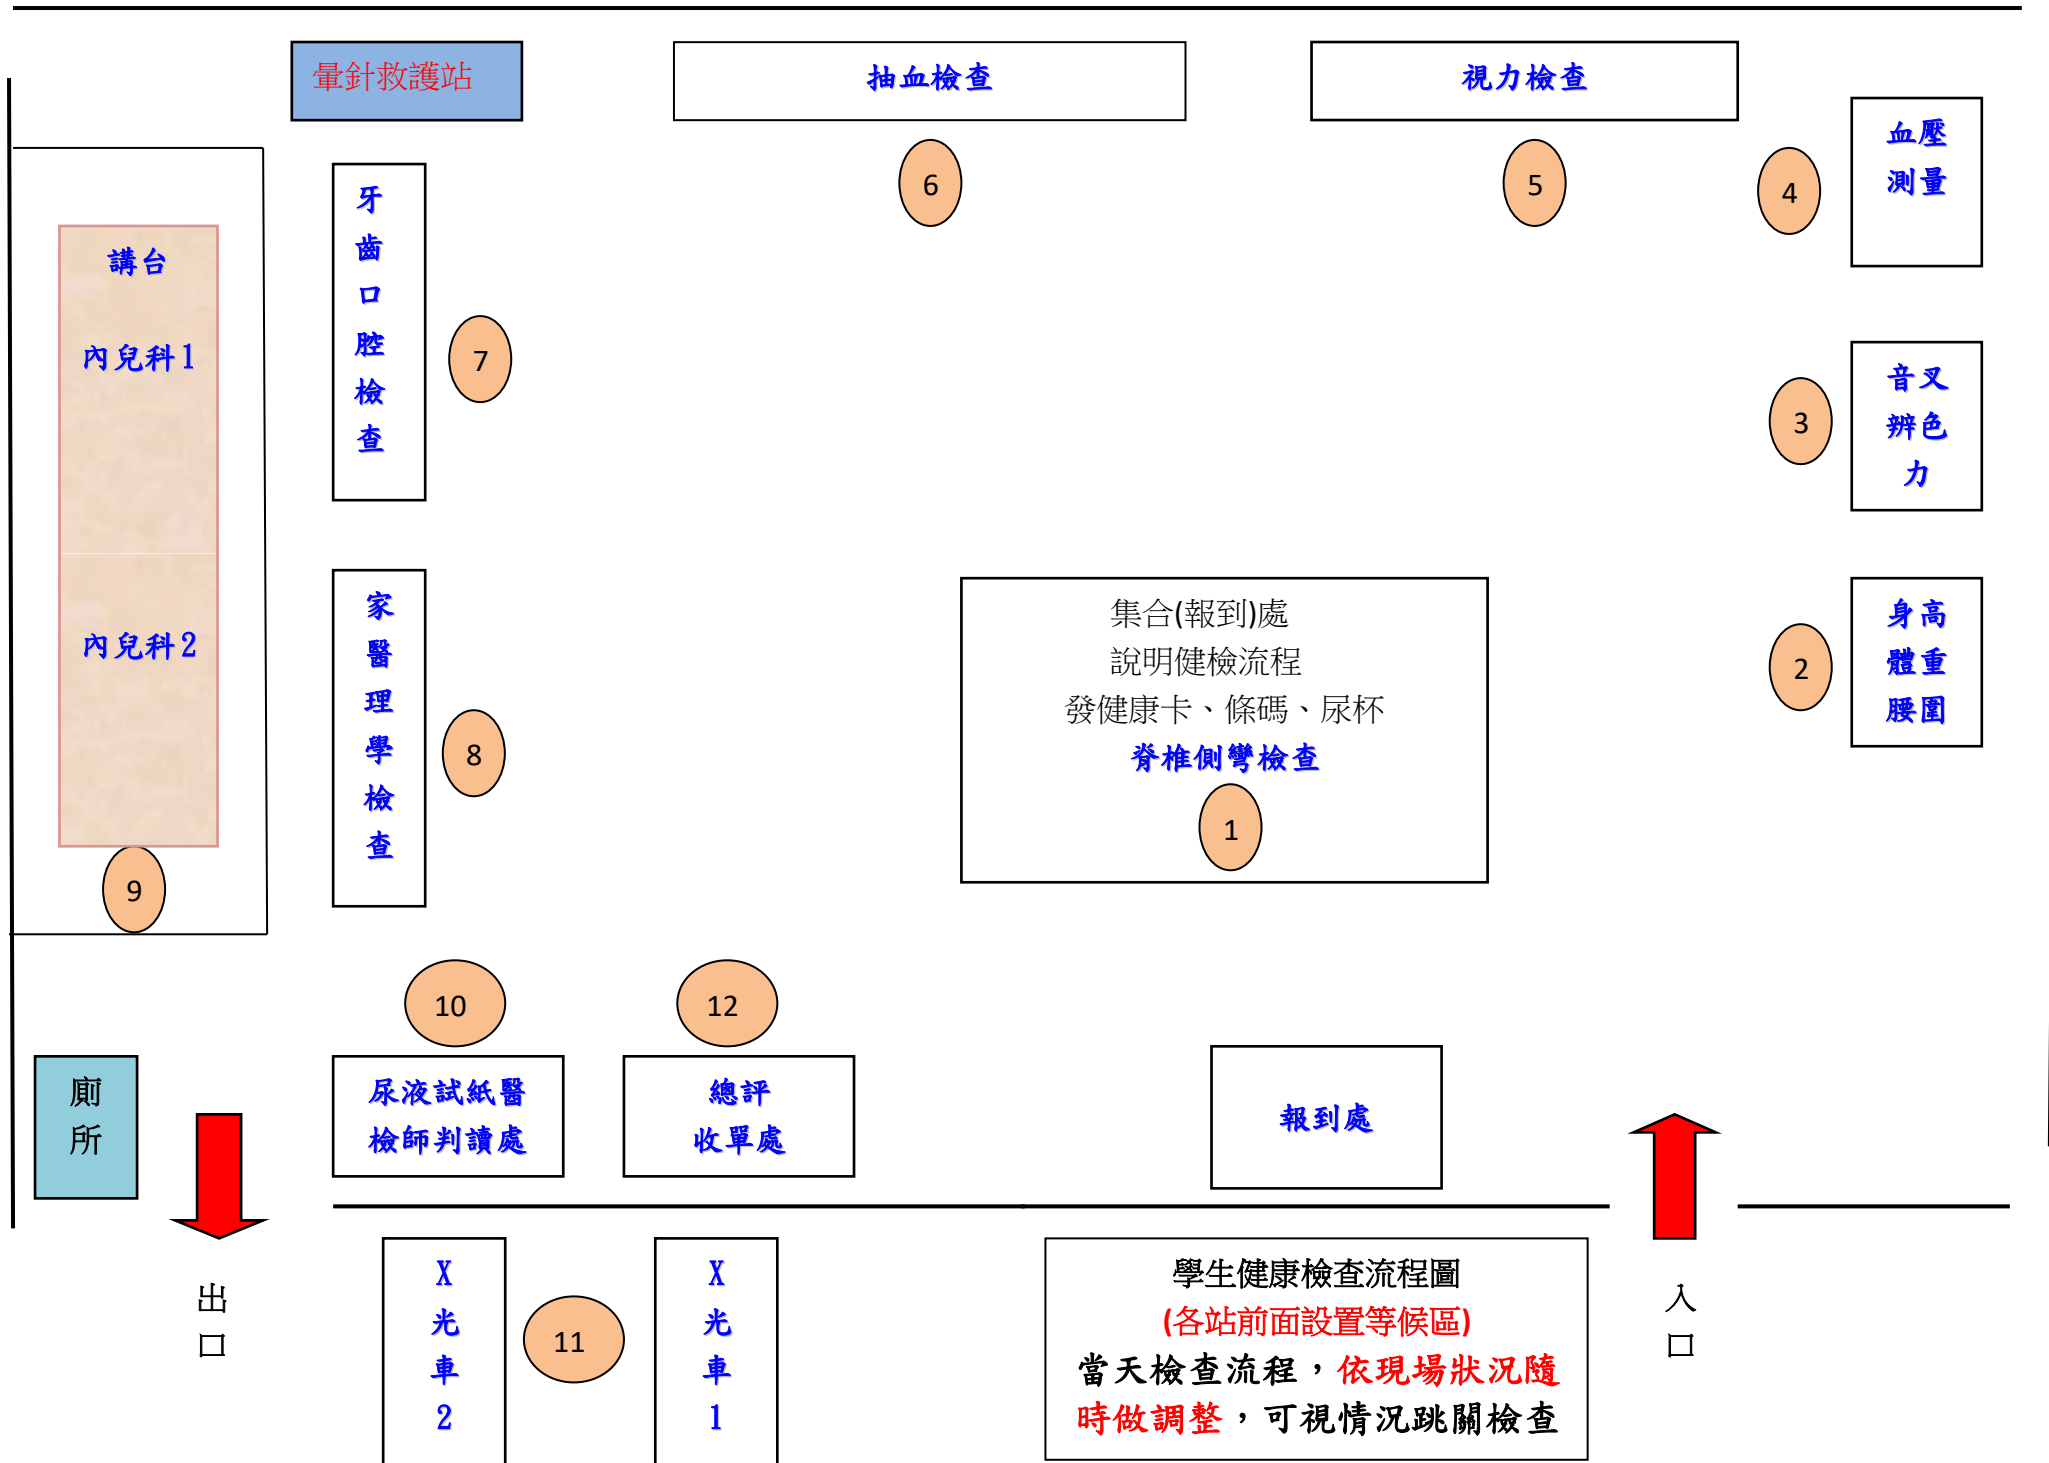 暈針救護站
抽血檢查
視力檢查
血壓
測量
6
5
4
牙
齒
口
腔
檢
查
7
講台
內兒科1
內兒科2
9
音叉
辨色
力
3
家
醫
理
學
檢
查
8
集合(報到)處
說明健檢流程
發健康卡、條碼、尿杯
脊椎側彎檢查
1
身高
體重
腰圍
2
10
12
廁
所
尿液試紙醫
檢師判讀處
總評
收單處
報到處
出
口
X
光
車
2
11
X
光
車
1
學生健康檢查流程圖
(各站前面設置等候區)
當天檢查流程，依現場狀況隨
時做調整，可視情況跳關檢查
入
口